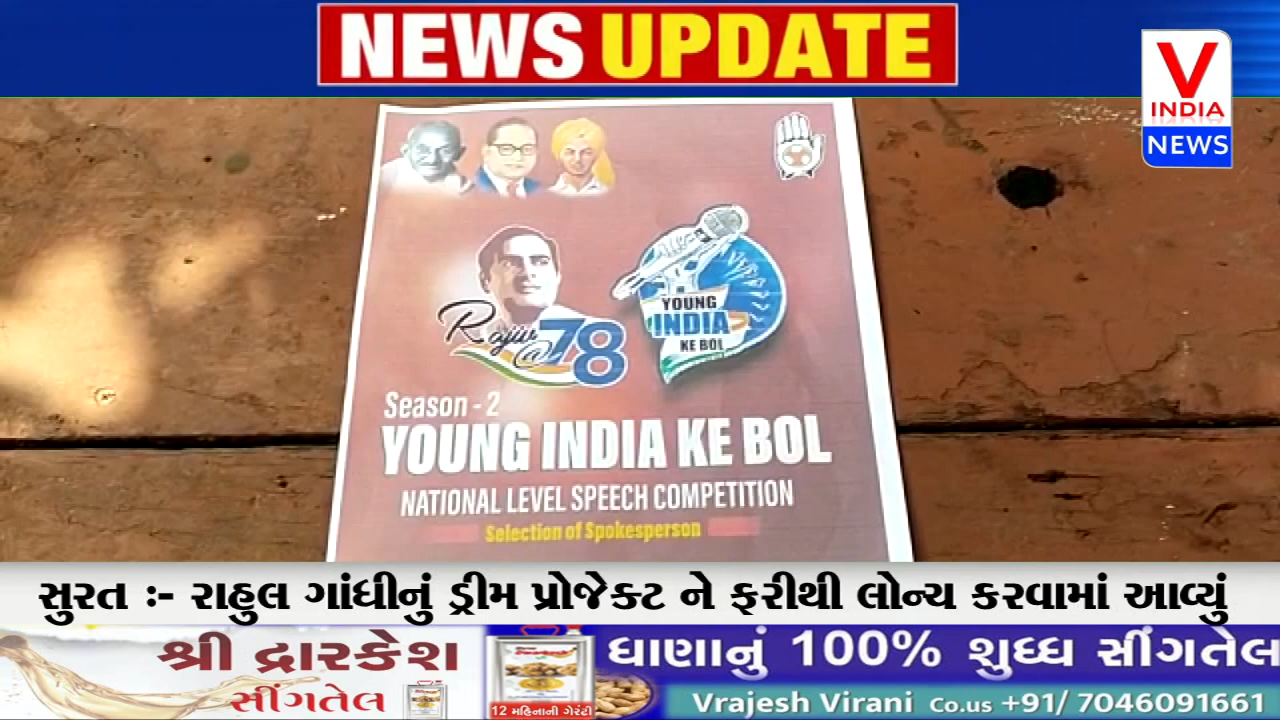 NEWS UPDATE
V
INDIA
NEWS
Rajiv
@78
YOUNG
INDIA
KE BOL
Season - 2
YOUNG INDIA KE BOL
NATIONAL LEVEL SPEECH COMPETITION
Selection of Spokesperson
સુરત ઃ- રાહુલ ગાંધીનું ડ્રીમ પ્રોજેક્ટ ને ફરીથી લોન્ચ કરવામાં આવ્યું
શ્રી દ્વારકેશ
સીંગતેલ
12 મહિનાની ગેરંટી
ધાણાનું 100% શુધ્ધ સીંગતેલ
Vrajesh Virani Co.us +91/ 7046091661